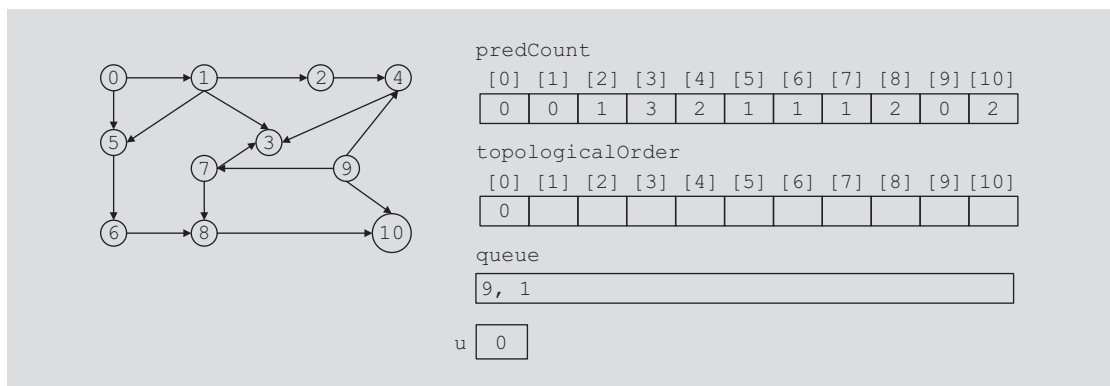 0 1 2 4
5 3
7 9
6 8 10
predCount
[0] [1] [2] [3] [4] [5] [6] [7] [8] [9] [10]
0 0 1 3 2 1 1 1 2 0 2
topologicalOrder
[0] [1] [2] [3] [4] [5] [6] [7] [8] [9] [10]
0
queue
9, 1
u 0